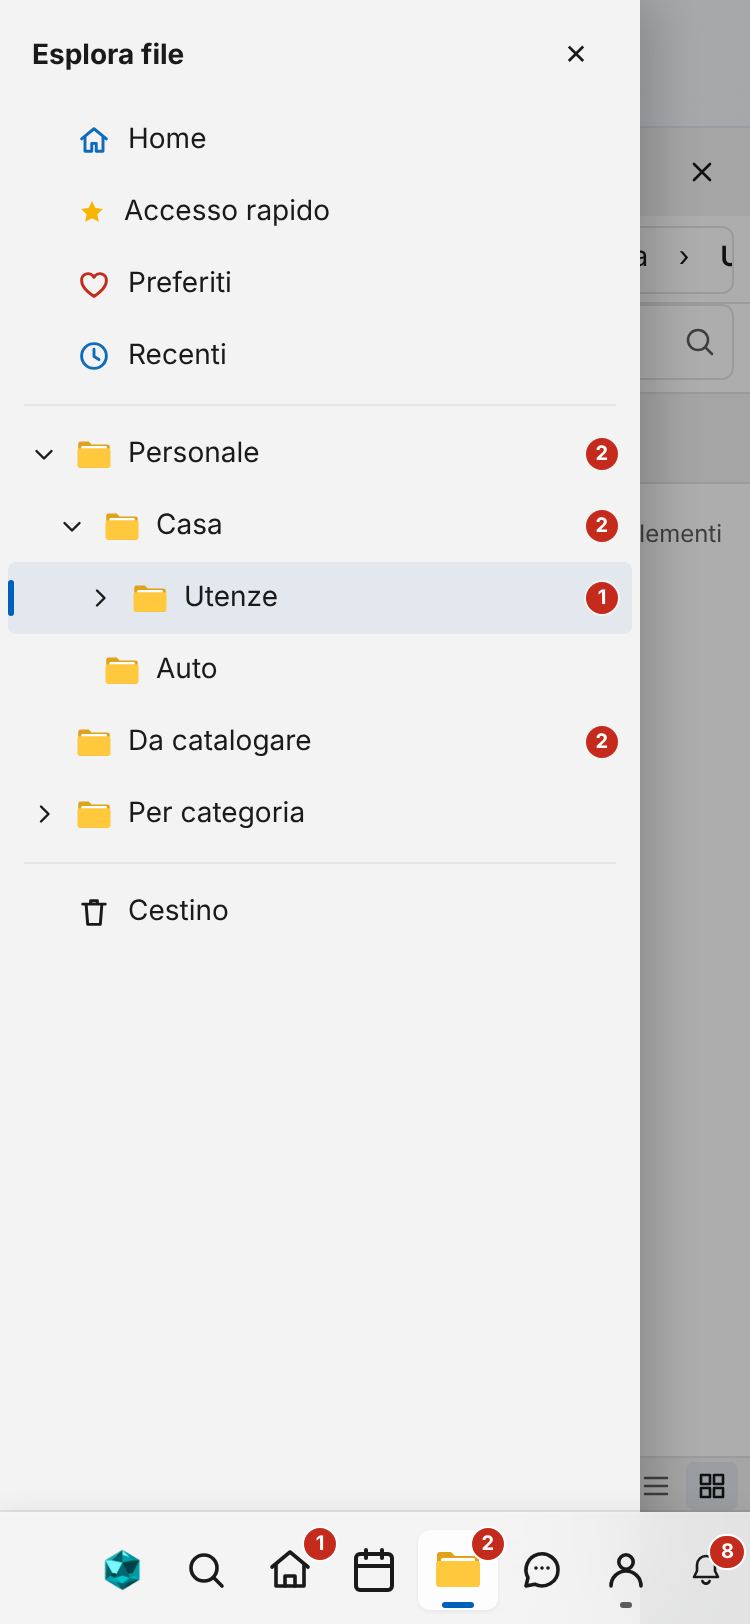 Esplora file
Home
Accesso rapido
Preferiti
Recenti
a › U
Personale 2
Casa 2
lementi
Utenze 1
Auto
Da catalogare 2
Per categoria
Cestino
1 2 8